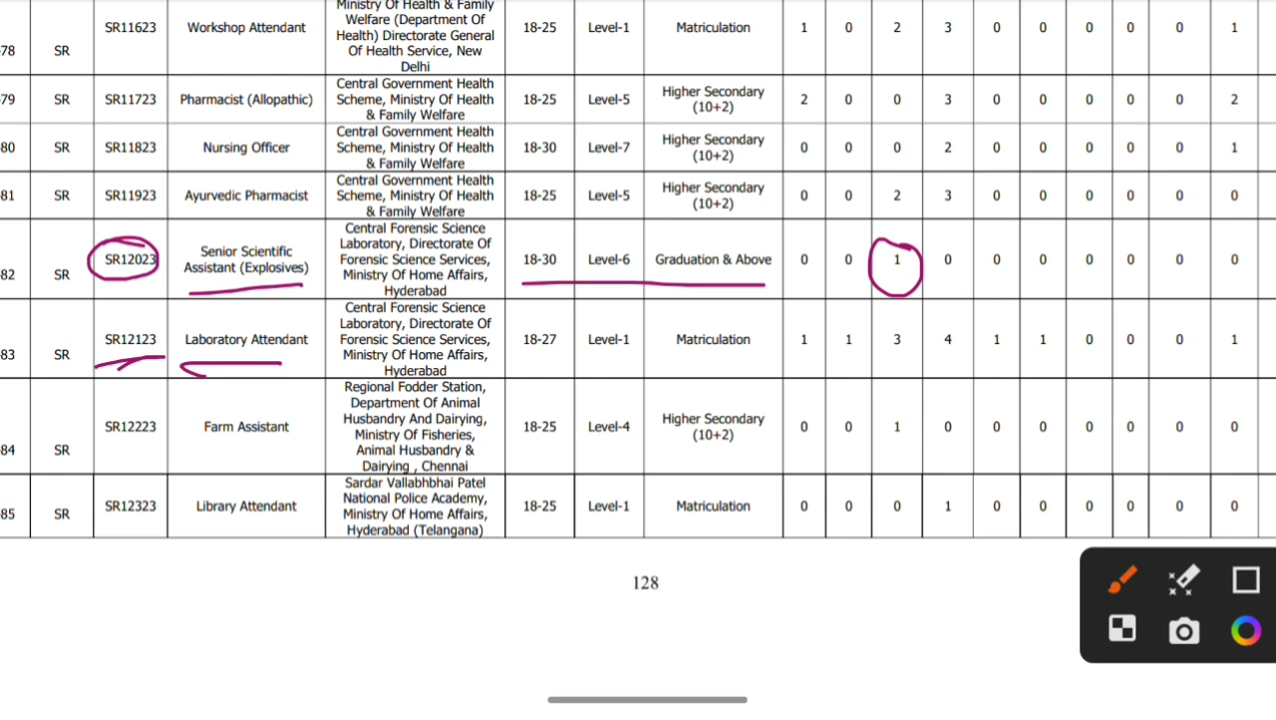 Ministry Of Health & Family
Welfare (Department Of
Health) Directorate General
Of Health Service, New
Delhi
78 SR SR11623 Workshop Attendant 18-25 Level-1 Matriculation 1 0 2 3 0 0 0 0 0 1
Central Government Health
Scheme, Ministry Of Health
& Family Welfare
79 SR SR11723 Pharmacist (Allopathic) 18-25 Level-5 Higher Secondary
(10+2) 2 0 0 3 0 0 0 0 0 2
Central Government Health
Scheme, Ministry Of Health
& Family Welfare
80 SR SR11823 Nursing Officer 18-30 Level-7 Higher Secondary
(10+2) 0 0 0 2 0 0 0 0 0 1
Central Government Health
Scheme, Ministry Of Health
& Family Welfare
81 SR SR11923 Ayurvedic Pharmacist 18-25 Level-5 Higher Secondary
(10+2) 0 0 2 3 0 0 0 0 0 0
Central Forensic Science
Laboratory, Directorate Of
Forensic Science Services,
Ministry Of Home Affairs,
Hyderabad
82 SR SR12023 Senior Scientific
Assistant (Explosives) 18-30 Level-6 Graduation & Above 0 0 1 0 0 0 0 0 0 0
Central Forensic Science
Laboratory, Directorate Of
Forensic Science Services,
Ministry Of Home Affairs,
Hyderabad
83 SR SR12123 Laboratory Attendant 18-27 Level-1 Matriculation 1 1 3 4 1 1 0 0 0 1
Regional Fodder Station,
Department Of Animal
Husbandry And Dairying,
Ministry Of Fisheries,
Animal Husbandry &
Dairying , Chennai
84 SR SR12223 Farm Assistant 18-25 Level-4 Higher Secondary
(10+2) 0 0 1 0 0 0 0 0 0 0
Sardar Vallabhbhai Patel
National Police Academy,
Ministry Of Home Affairs,
Hyderabad (Telangana)
85 SR SR12323 Library Attendant 18-25 Level-1 Matriculation 0 0 0 1 0 0 0 0 0 0
128